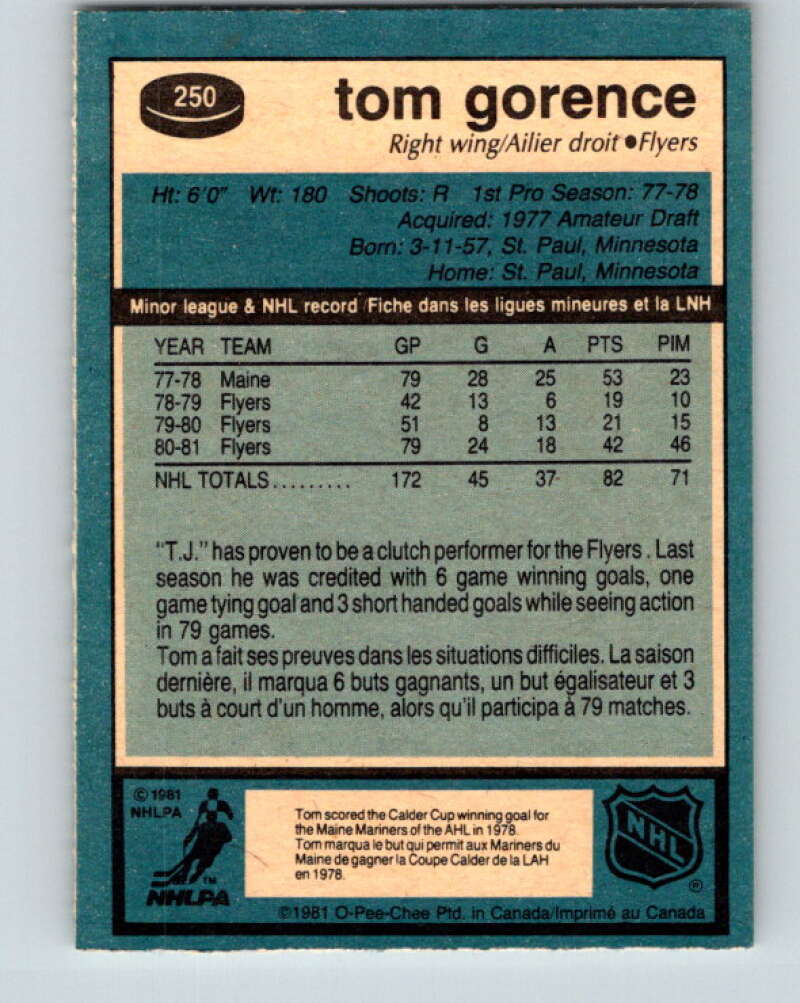 250
tom gorence
Right wing/Ailier droit ●Flyers
Ht: 6'0" Wt: 180 Shoots: R 1st Pro Season: 77-78
Acquired: 1977 Amateur Draft
Born: 3-11-57, St. Paul, Minnesota
Home: St. Paul, Minnesota
Minor league & NHL record/Fiche dans les ligues mineures et la LNH
YEAR TEAM GP G A PTS PIM
77-78 Maine 79 28 25 53 23
78-79 Flyers 42 13 6 19 10
79-80 Flyers 51 8 13 21 15
80-81 Flyers 79 24 18 42 46
NHL TOTALS......... 172 45 37 82 71
"T.J." has proven to be a clutch performer for the Flyers. Last
season he was credited with 6 game winning goals, one
game tying goal and 3 short handed goals while seeing action
in 79 games.
Tom a fait ses preuves dans les situations difficiles. La saison
dernière, il marqua 6 buts gagnants, un but égalisateur et 3
buts à court d'un homme, alors qu'il participa à 79 matches.
© 1981
NHLPA
TM
NHLPA
Tom scored the Calder Cup winning goal for
the Maine Mariners of the AHL in 1978.
Tom marqua le but qui permit aux Mariners du
Maine de gagner la Coupe Calder de la LAH
en 1978.
NHL
®
©1981 O-Pee-Chee Ptd. in Canada/Imprimé au Canada